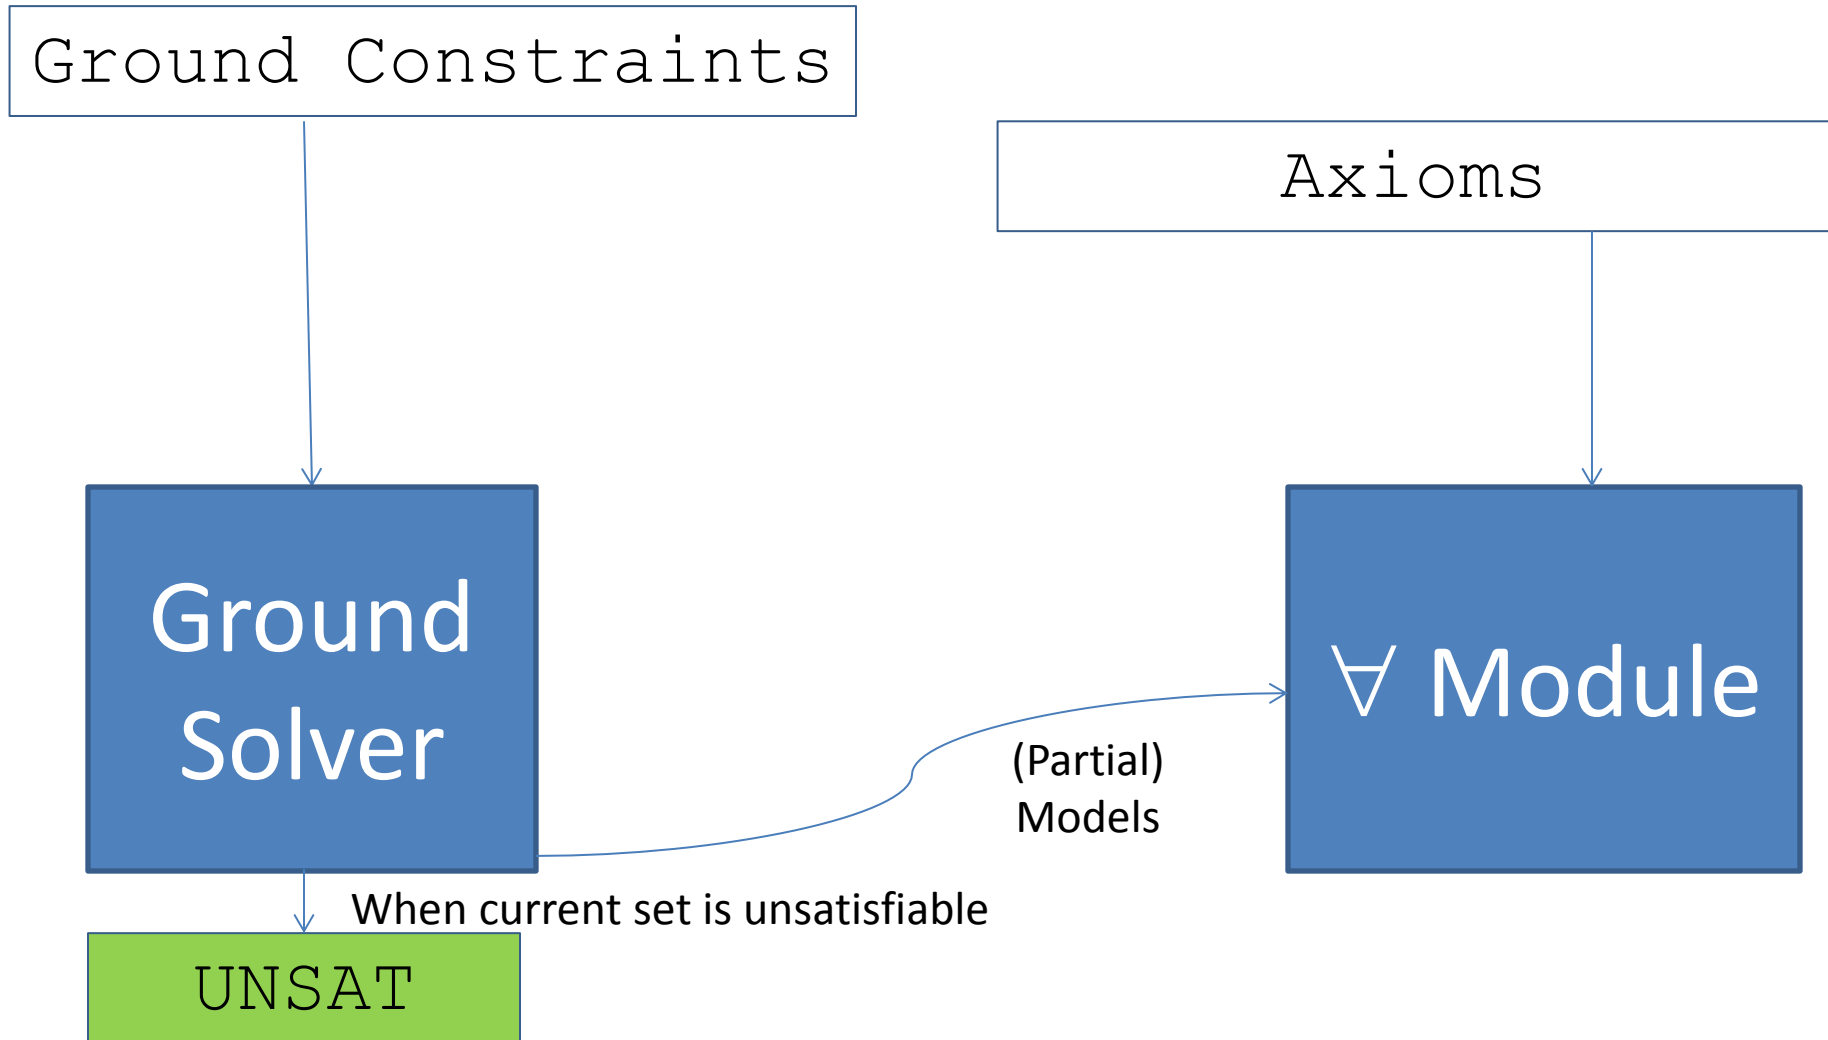 Ground Constraints
Axioms
Ground
Solver
∀ Module
(Partial)
Models
When current set is unsatisfiable
UNSAT